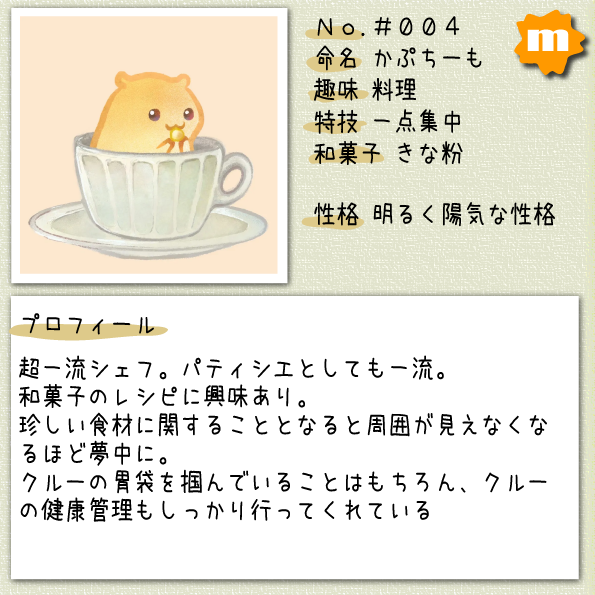 No.#004
m
命名 かぷちーも
趣味 料理
特技 一点集中
和菓子 きな粉
性格 明るく陽気な性格
プロフィール
超一流シェフ。パティシエとしても一流。
和菓子のレシピに興味あり。
珍しい食材に関することとなると周囲が見えなくな
るほど夢中に。
クルーの胃袋を掴んでいることはもちろん、クルー
の健康管理もしっかり行ってくれている